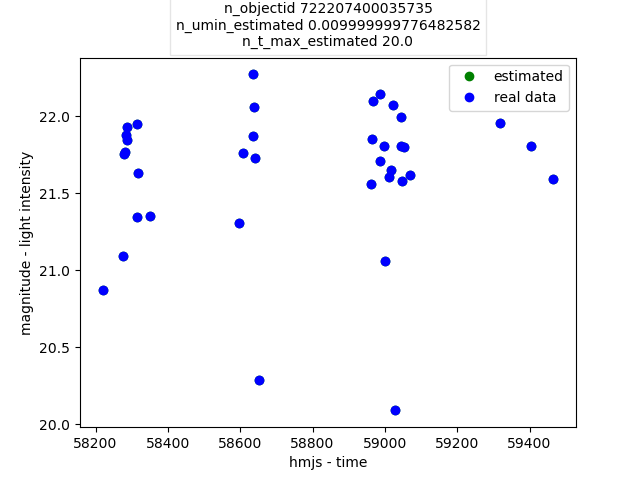 n_objectid 722207400035735
n_umin_estimated 0.009999999776482582
n_t_max_estimated 20.0
estimated
real data
magnitude - light intensity
22.0
21.5
21.0
20.5
20.0
58200 58400 58600 58800 59000 59200 59400
hmjs - time